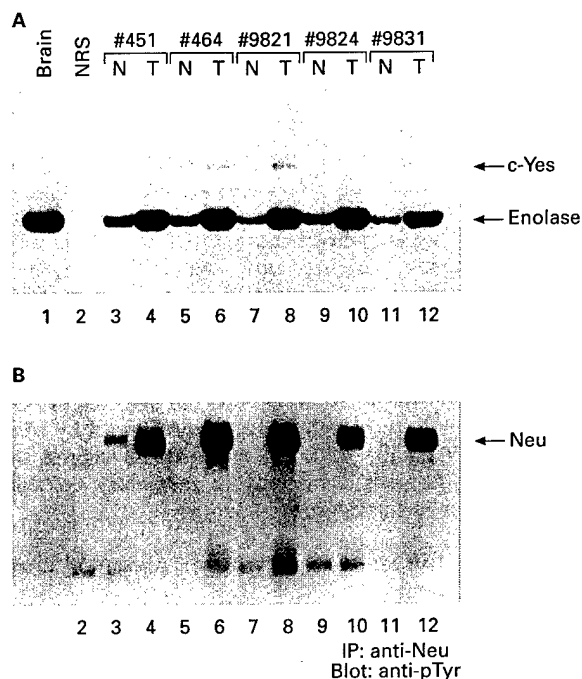 A
Brain
NRS
#451 #464 #9821 #9824 #9831
N T N T N T N T N T
c-Yes
Enolase
1 2 3 4 5 6 7 8 9 10 11 12
B
Neu
2 3 4 5 6 7 8 9 10 11 12
IP: anti-Neu
Blot: anti-pTyr